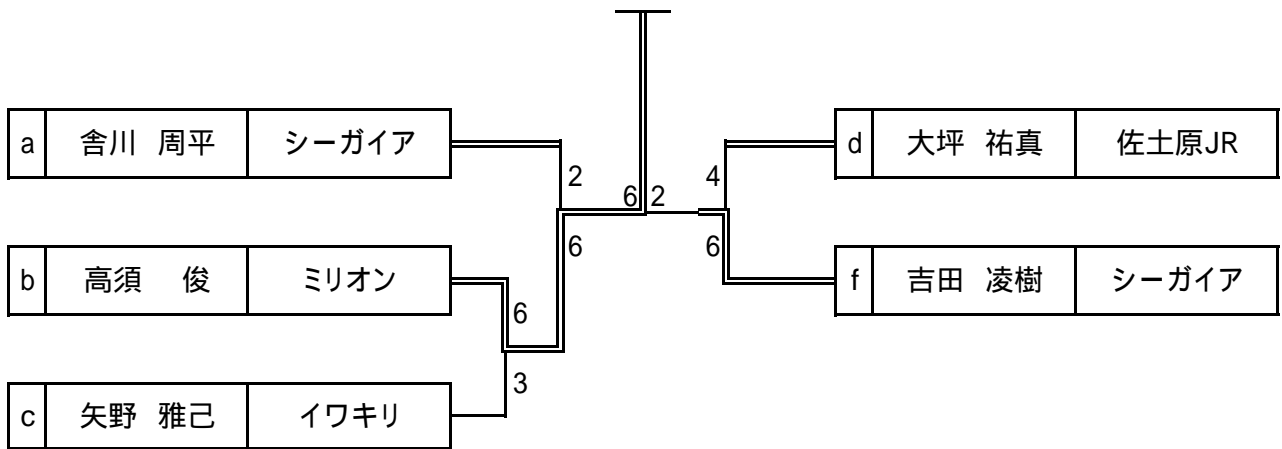 a 舎川 周平 シーガイア
d 大坪 祐真 佐土原JR
2
4
6 2
6
6
b 高須 俊 ミリオン
f 吉田 凌樹 シーガイア
6
3
c 矢野 雅己 イワキリ